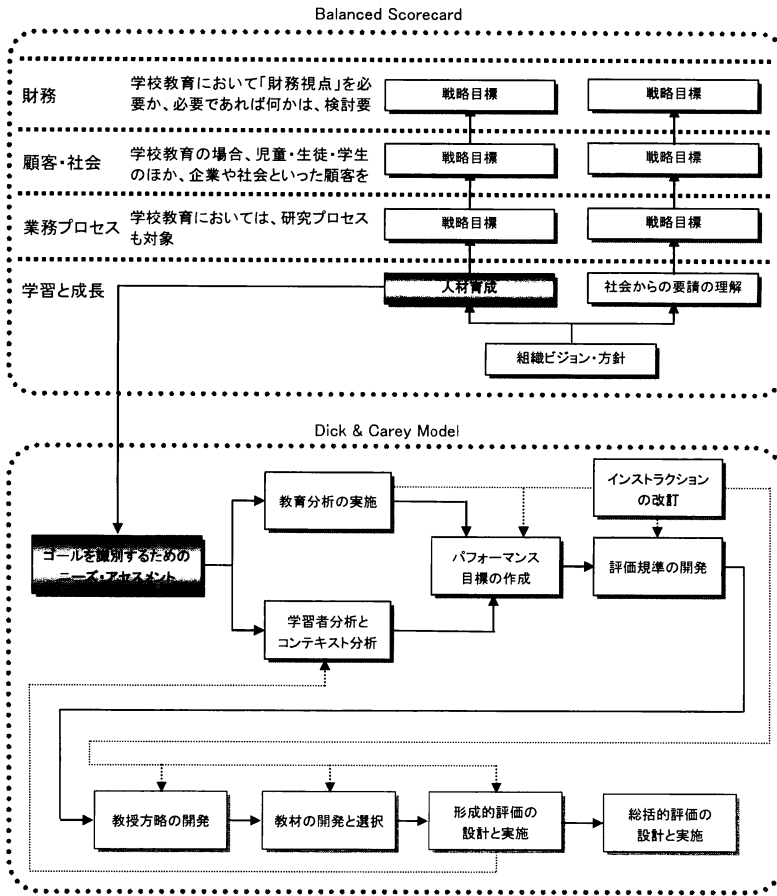 Balanced Scorecard
財務
学校教育において「財務視点」を必
要か、必要であれば何かは、検討要
戦略目標
戦略目標
顧客・社会
学校教育の場合、児童・生徒・学生
のほか、企業や社会といった顧客を
戦略目標
戦略目標
業務プロセス
学校教育においては、研究プロセス
も対象
戦略目標
戦略目標
学習と成長
人材育成
社会からの要請の理解
組織ビジョン・方針
Dick & Carey Model
教育分析の実施
インストラクション
の改訂
ゴールを識別するための
ニーズ・アセスメント
パフォーマンス
目標の作成
評価規準の開発
学習者分析と
コンテキスト分析
教授方略の開発
教材の開発と選択
形成的評価の
設計と実施
総括的評価の
設計と実施